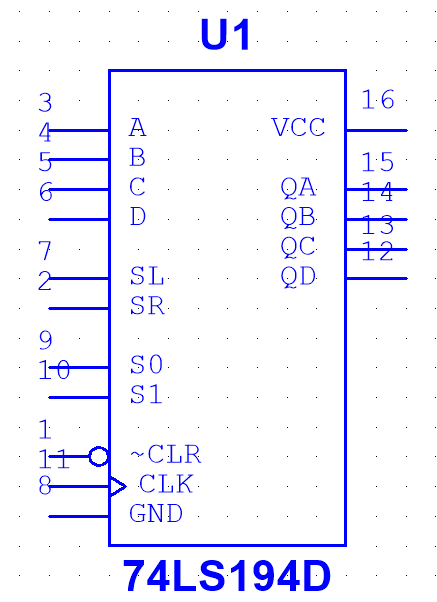 U1
3
4 A VCC 16
5 B
6 C QA 15
D QB 14
7 QC 13
2 SL QD 12
SR
9
10 S0
S1
1
11 ~CLR
8 CLK
GND
74LS194D